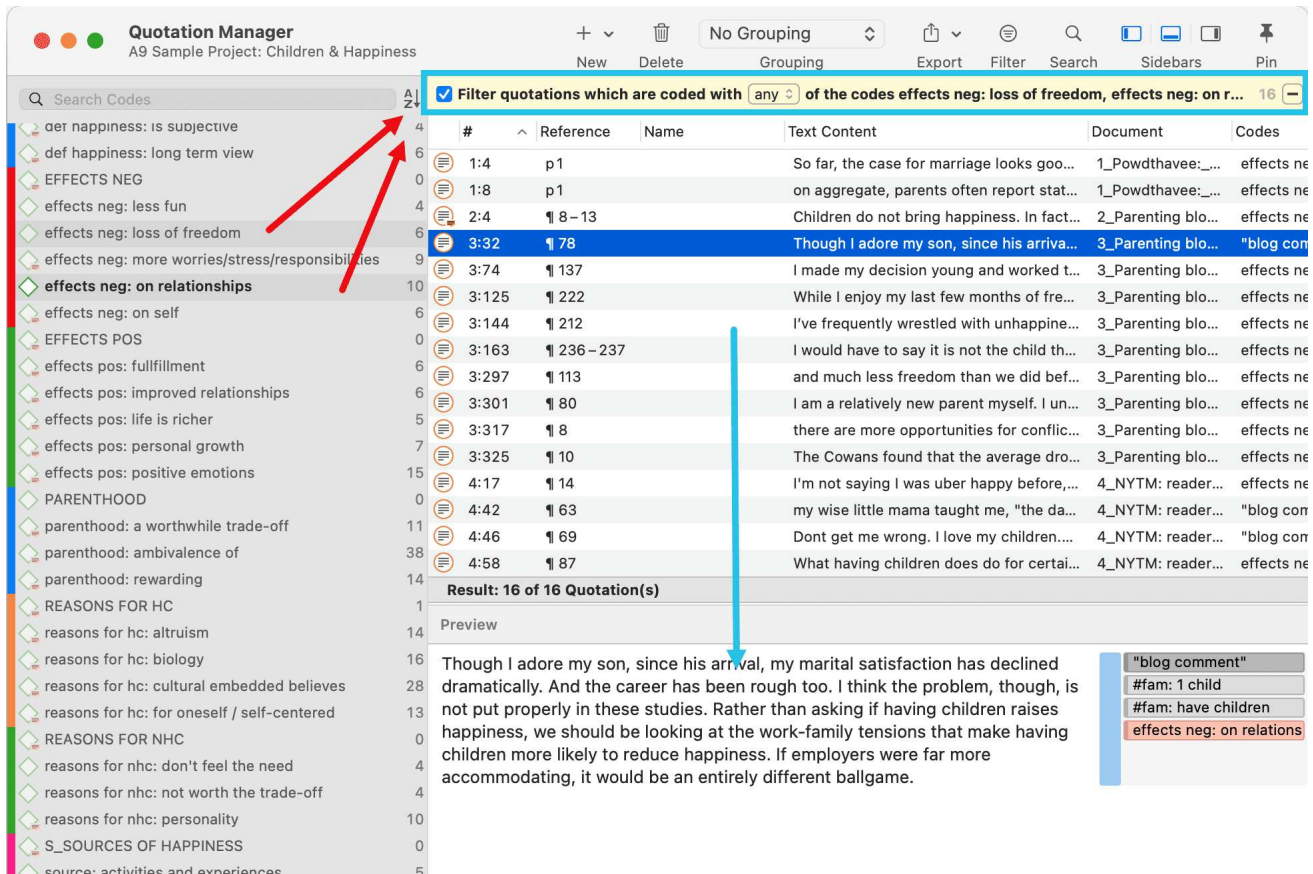 Quotation Manager
A9 Sample Project: Children & Happiness
New
Delete
No Grouping
Grouping
Export
Filter
Search
Sidebars
Pin
Search Codes
Filter quotations which are coded with any of the codes effects neg: loss of freedom, effects neg: on r... 16
def happiness: is subjective 4
def happiness: long term view 6
EFFECTS NEG 0
effects neg: less fun 4
effects neg: loss of freedom 6
effects neg: more worries/stress/responsibilities 9
effects neg: on relationships 10
effects neg: on self 6
EFFECTS POS 0
effects pos: fullfillment 6
effects pos: improved relationships 6
effects pos: life is richer 5
effects pos: personal growth 7
effects pos: positive emotions 15
PARENTHOOD 0
parenthood: a worthwhile trade-off 11
parenthood: ambivalence of 38
parenthood: rewarding 14
REASONS FOR HC 1
reasons for hc: altruism 14
reasons for hc: biology 16
reasons for hc: cultural embedded believes 28
reasons for hc: for oneself / self-centered 13
REASONS FOR NHC 0
reasons for nhc: don't feel the need 4
reasons for nhc: not worth the trade-off 4
reasons for nhc: personality 10
S_SOURCES OF HAPPINESS 0
source: activities and experiences 5
# Reference Name Text Content Document Codes
1:4 p 1 So far, the case for marriage looks goo... 1_Powdthavee:_... effects ne
1:8 p 1 on aggregate, parents often report stat... 1_Powdthavee:_... effects ne
2:4 ¶ 8–13 Children do not bring happiness. In fact... 2_Parenting blo... effects ne
3:32 ¶ 78 Though I adore my son, since his arriva... 3_Parenting blo... "blog com
3:74 ¶ 137 I made my decision young and worked t... 3_Parenting blo... effects ne
3:125 ¶ 222 While I enjoy my last few months of fre... 3_Parenting blo... effects ne
3:144 ¶ 212 I've frequently wrestled with unhappine... 3_Parenting blo... effects ne
3:163 ¶ 236–237 I would have to say it is not the child th... 3_Parenting blo... effects ne
3:297 ¶ 113 and much less freedom than we did bef... 3_Parenting blo... effects ne
3:301 ¶ 80 I am a relatively new parent myself. I un... 3_Parenting blo... effects ne
3:317 ¶ 8 there are more opportunities for conflic... 3_Parenting blo... effects ne
3:325 ¶ 10 The Cowans found that the average dro... 3_Parenting blo... effects ne
4:17 ¶ 14 I'm not saying I was uber happy before,... 4_NYTM: reader... effects ne
4:42 ¶ 63 my wise little mama taught me, "the da... 4_NYTM: reader... "blog com
4:46 ¶ 69 Dont get me wrong. I love my children.... 4_NYTM: reader... "blog com
4:58 ¶ 87 What having children does do for certai... 4_NYTM: reader... effects ne
Result: 16 of 16 Quotation(s)
Preview
Though I adore my son, since his arrival, my marital satisfaction has declined
dramatically. And the career has been rough too. I think the problem, though, is
not put properly in these studies. Rather than asking if having children raises
happiness, we should be looking at the work-family tensions that make having
children more likely to reduce happiness. If employers were far more
accommodating, it would be an entirely different ballgame.
"blog comment"
#fam: 1 child
#fam: have children
effects neg: on relations